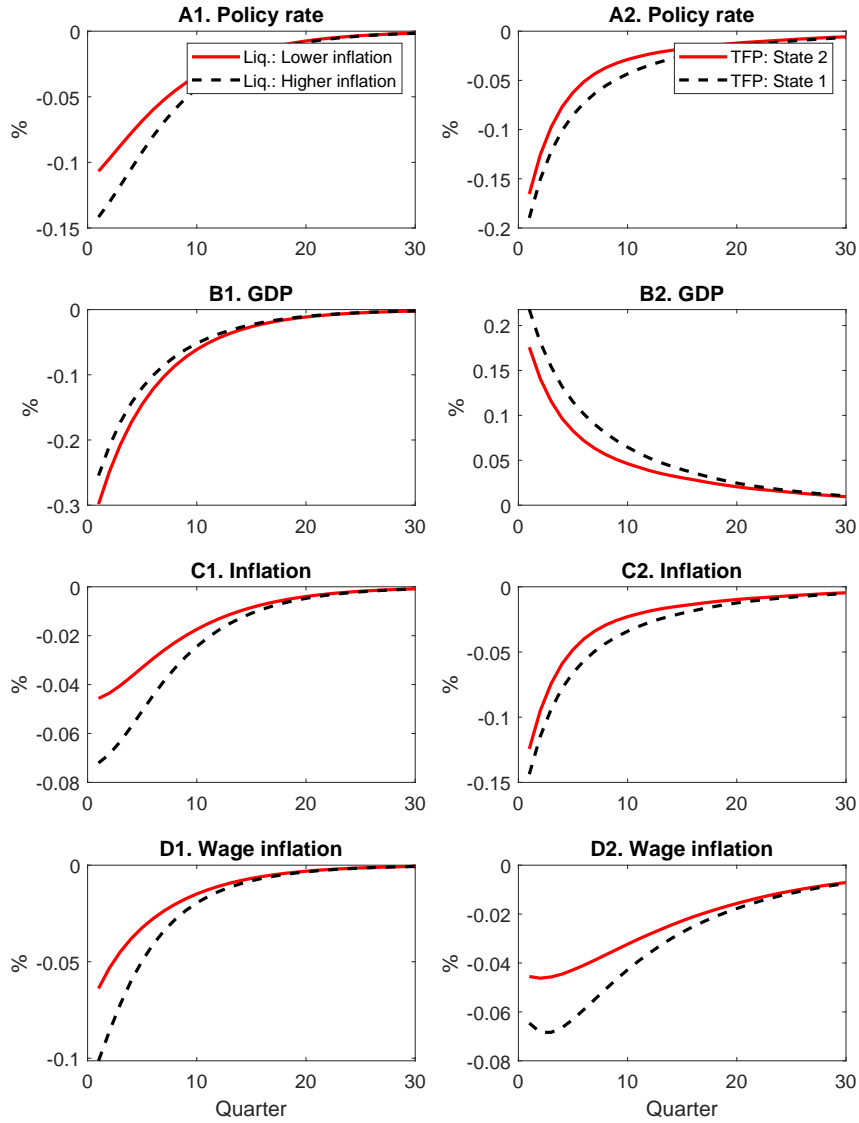 A1. Policy rate
0
-0.05
-0.1
-0.15
%
0 10 20 30
Liq.: Lower inflation
Liq.: Higher inflation
A2. Policy rate
0
-0.05
-0.1
-0.15
-0.2
%
0 10 20 30
TFP: State 2
TFP: State 1
B1. GDP
0
-0.1
-0.2
-0.3
%
0 10 20 30
B2. GDP
0.2
0.15
0.1
0.05
0
%
0 10 20 30
C1. Inflation
0
-0.02
-0.04
-0.06
-0.08
%
0 10 20 30
C2. Inflation
0
-0.05
-0.1
-0.15
%
0 10 20 30
D1. Wage inflation
0
-0.05
-0.1
%
0 10 20 30
Quarter
D2. Wage inflation
0
-0.02
-0.04
-0.06
-0.08
%
0 10 20 30
Quarter